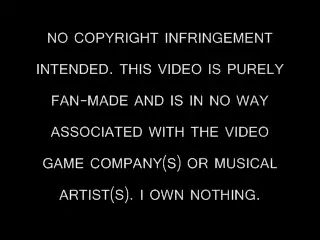 NO COPYRIGHT INFRINGEMENT
INTENDED. THIS VIDEO IS PURELY
FAN-MADE AND IS IN NO WAY
ASSOCIATED WITH THE VIDEO
GAME COMPANY(S) OR MUSICAL
ARTIST(S). I OWN NOTHING.